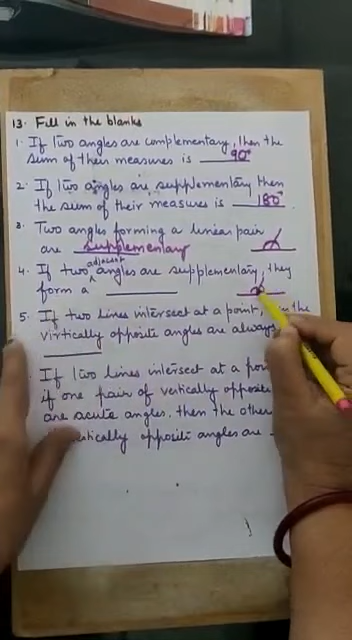 13. Fill in the blanks
1. If two angles are complementary, then the
sum of their measures is 90°
2. If two angles are supplementary then
the sum of their measures is 180°.
3. Two angles forming a linear pair
are supplementary
4. If two adjacent angles are supplementary, they
form a
5. If two lines intersect at a point, the
virtically opposite angles are always
If two lines intersect at a
if one pair of vertically opposite
are acute angles, then the other
opposite angles are